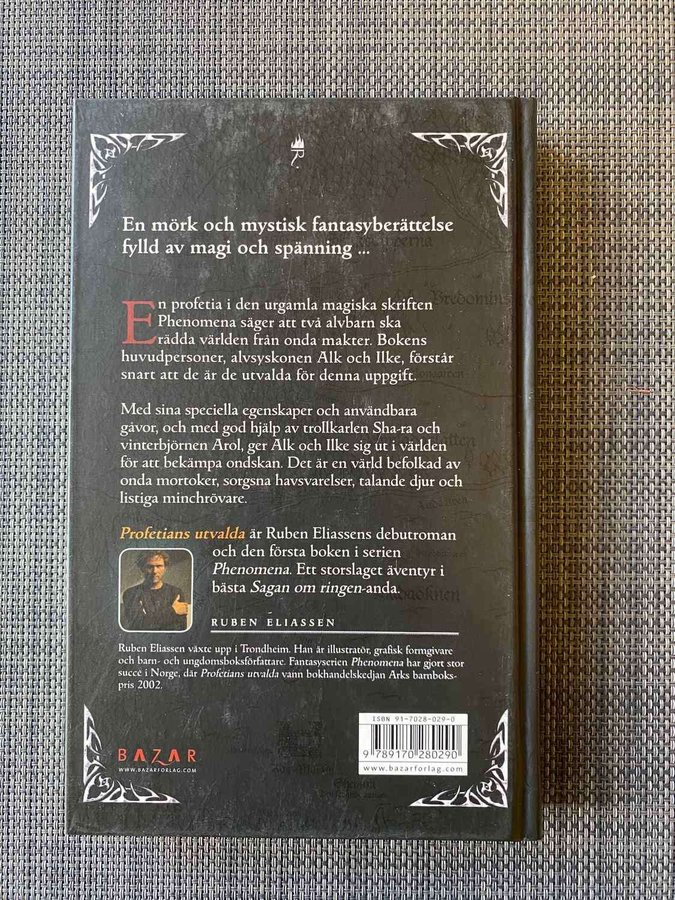 En mörk och mystisk fantasyberättelse
fylld av magi och spänning ...
En profetia i den urgamla magiska skriften
Phenomena säger att två alvbarn ska
rädda världen från onda makter. Bokens
huvudpersoner, alvsyskonen Alk och Ilke, förstår
snart att de är de utvalda för denna uppgift.
Med sina speciella egenskaper och användbara
gåvor, och med god hjälp av trollkarlen Sha-ra och
vinterbjörnen Arol, ger Alk och Ilke sig ut i världen
för att bekämpa ondskan. Det är en värld befolkad av
onda mortoker, sorgsna havsvarelser, talande djur och
listiga minchrövare.
Profetians utvalda är Ruben Eliassens debutroman
och den första boken i serien
Phenomena. Ett storslaget äventyr i
bästa Sagan om ringen-anda.
RUBEN ELIASSEN
Ruben Eliassen växte upp i Trondheim. Han är illustratör, grafisk formgivare
och barn- och ungdomsboksförfattare. Fantasyserien Phenomena har gjort stor
succé i Norge, där Profetians utvalda vann bokhandelskedjan Arks barnboks-
pris 2002.
ISBN 91-7028-029-0
9 789170 280290
www.bazarforlag.com
BAZAR
WWW.BAZARFORLAG.COM